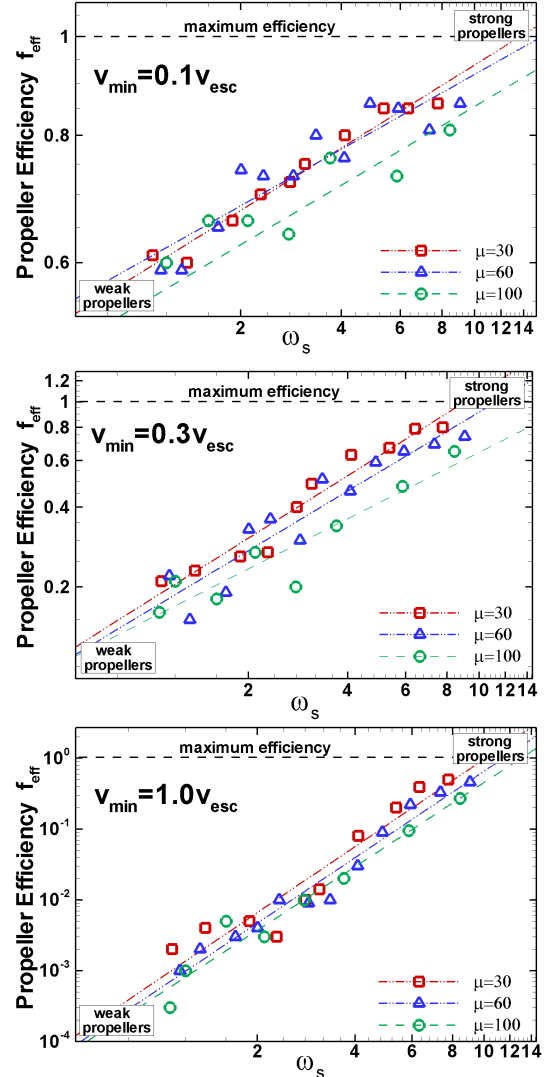 maximum efficiency
strong
propellers
v_min=0.1v_esc
Propeller Efficiency f_eff
1
0.8
0.6
weak
propellers
μ=30
μ=60
μ=100
2 4 6 8 10 12 14
ω_s
maximum efficiency
strong
propellers
v_min=0.3v_esc
Propeller Efficiency f_eff
1.2
1
0.8
0.6
0.4
0.2
weak
propellers
μ=30
μ=60
μ=100
2 4 6 8 10 12 14
ω_s
maximum efficiency
strong
propellers
v_min=1.0v_esc
Propeller Efficiency f_eff
10^0
10^-1
10^-2
10^-3
10^-4
weak
propellers
μ=30
μ=60
μ=100
2 4 6 8 10 12 14
ω_s